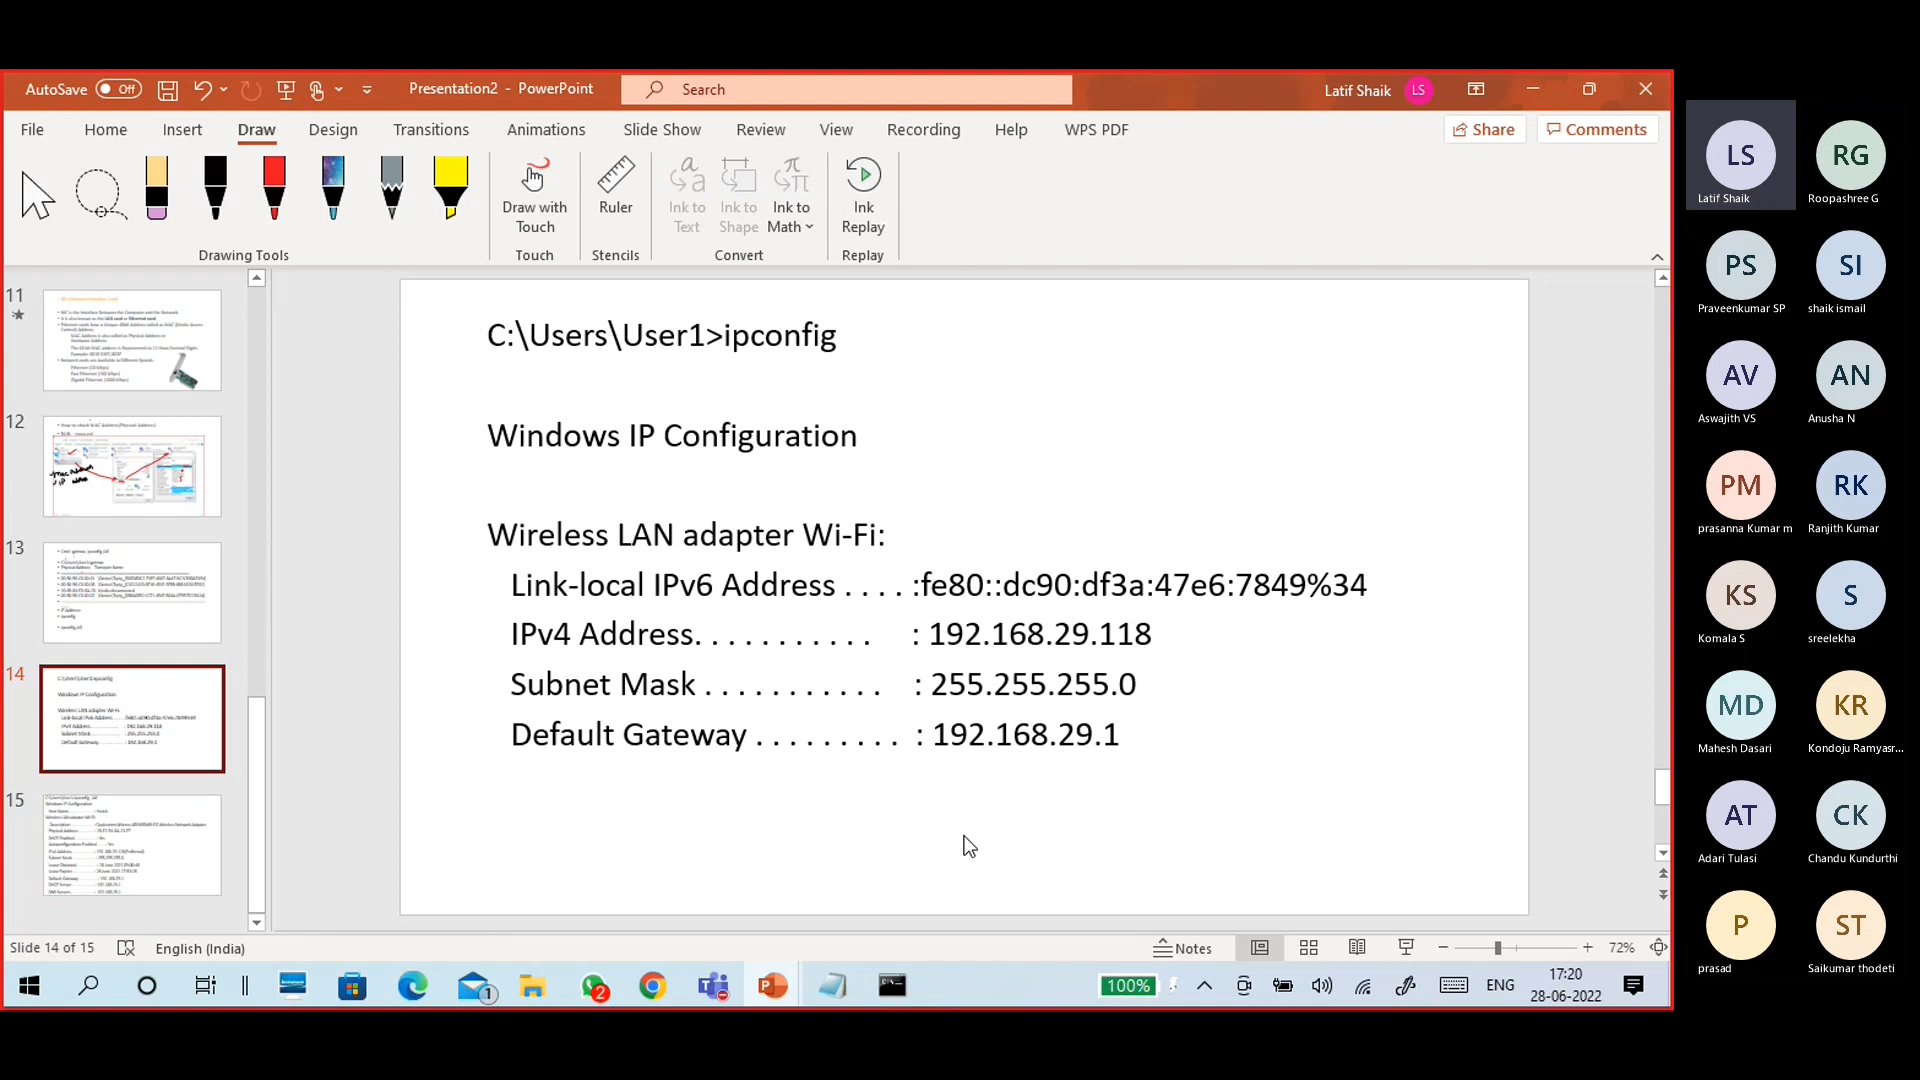 AutoSave Off Presentation2 - PowerPoint Search Latif Shaik LS
File Home Insert Draw Design Transitions Animations Slide Show Review View Recording Help WPS PDF Share Comments
Draw with Touch
Ruler
Ink to Text
Ink to Shape
Ink to Math
Ink Replay
Drawing Tools Touch Stencils Convert Replay
11
12
13
14
15
C:\Users\User1>ipconfig
Windows IP Configuration
Wireless LAN adapter Wi-Fi:
Link-local IPv6 Address . . . . :fe80::dc90:df3a:47e6:7849%34
IPv4 Address. . . . . . . . . . . : 192.168.29.118
Subnet Mask . . . . . . . . . . . : 255.255.255.0
Default Gateway . . . . . . . . . : 192.168.29.1
Slide 14 of 15 English (India) Notes 72%
1 2 100% ENG 17:20
28-06-2022
LS RG
Latif Shaik Roopashree G
PS SI
Praveenkumar SP shaik ismail
AV AN
Aswajith VS Anusha N
PM RK
prasanna Kumar m Ranjith Kumar
KS S
Komala S sreelekha
MD KR
Mahesh Dasari Kondoju Ramyasr...
AT CK
Adari Tulasi Chandu Kundurthi
P ST
prasad Saikumar thodeti